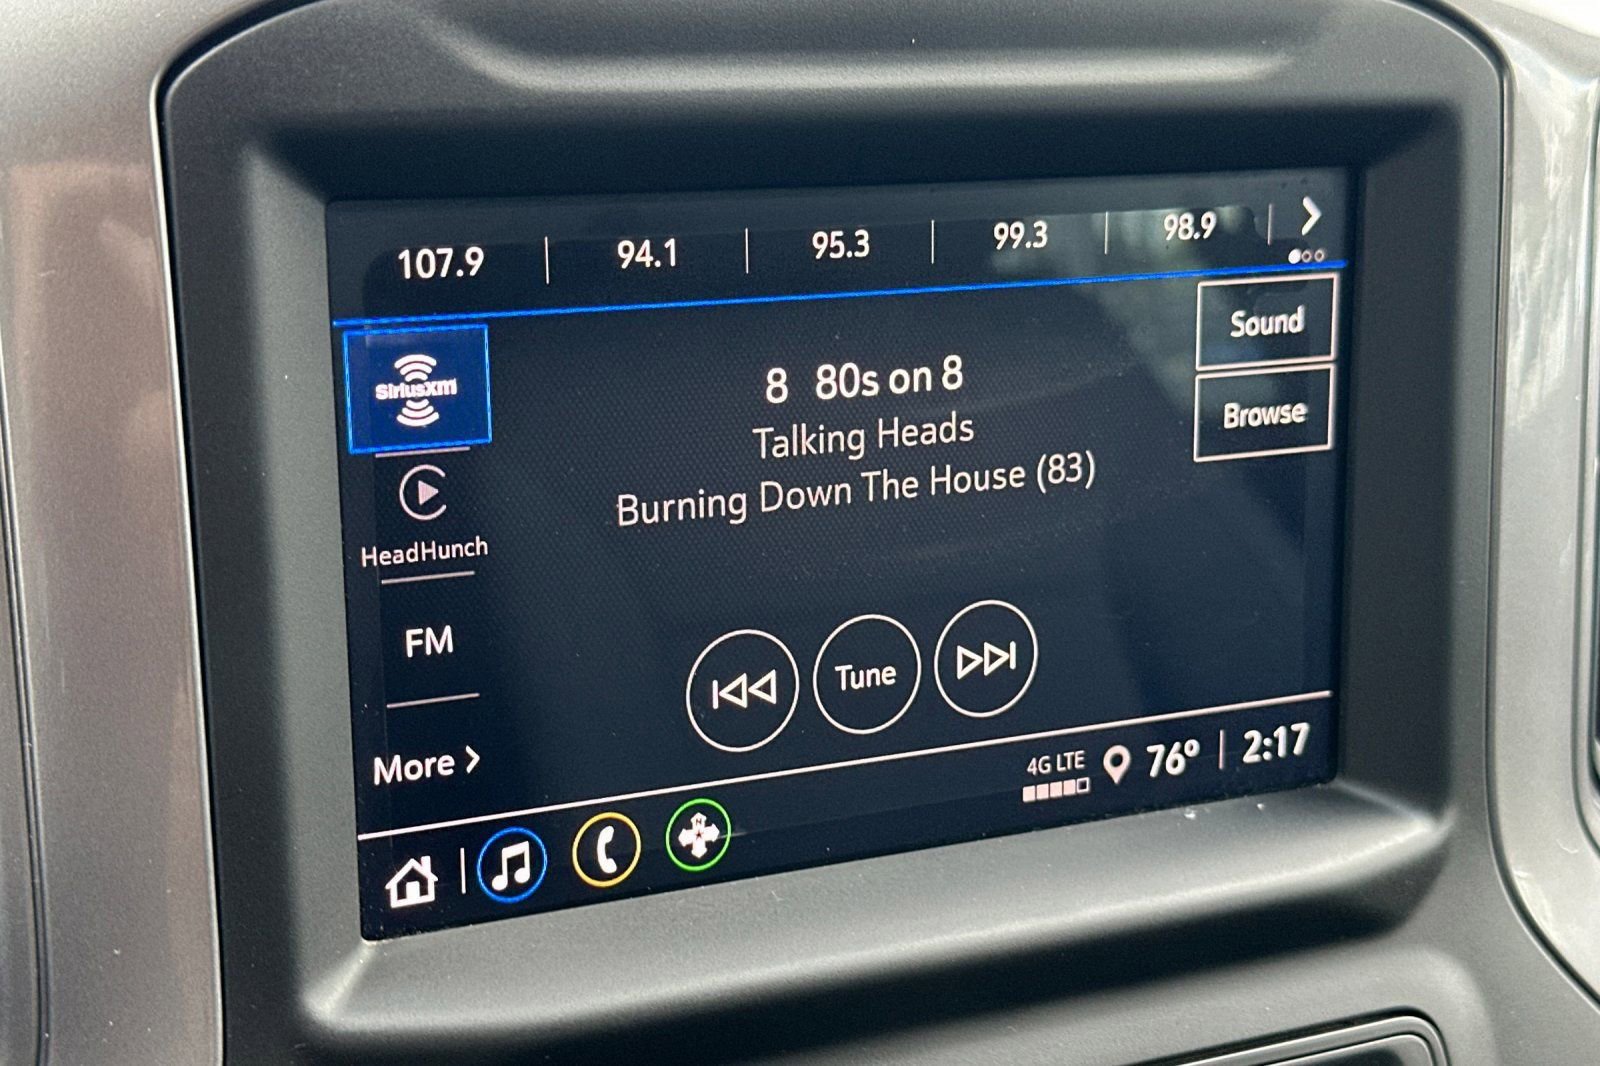 107.9 94.1 95.3 99.3 98.9
SiriusXM
8 80s on 8
Sound
Talking Heads
Browse
Burning Down The House (83)
HeadHunch
FM
Tune
More
4G LTE 76° 2:17
N